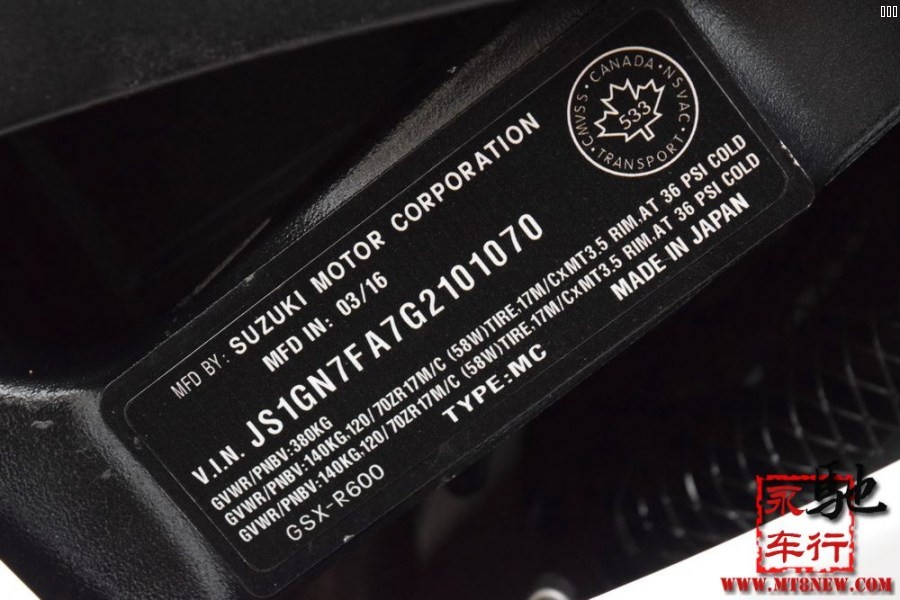 CMVSS • CANADA • NSVAC • TRANSPORT •
533
MFD BY: SUZUKI MOTOR CORPORATION
MFD IN: 03/16
V.I.N. JS1GN7FA7G2101070
GVWR/PNBV:380KG
GVWR/PNBV:140KG,120/70ZR17M/C (58W)TIRE,17M/CxMT3.5 RIM,AT 36 PSI COLD
GVWR/PNBV:140KG,120/70ZR17M/C (58W)TIRE,17M/CxMT3.5 RIM,AT 36 PSI COLD
GSX-R600
TYPE:MC
MADE IN JAPAN
永驰
车行
WWW.MT8NEW.COM